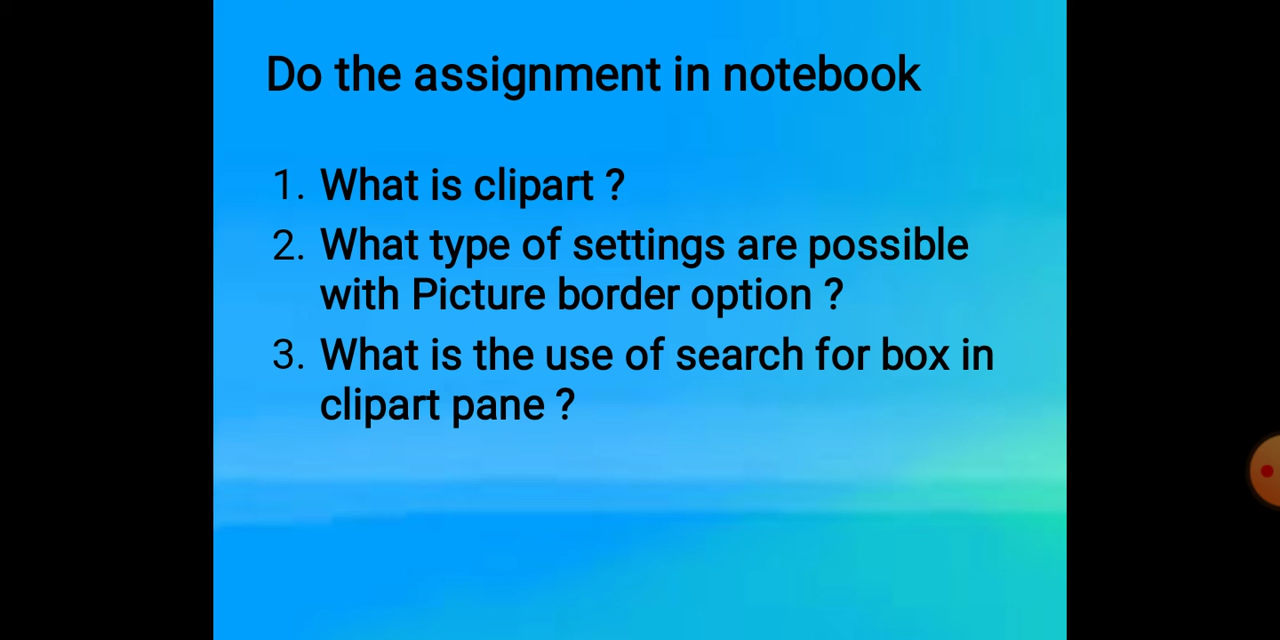 Do the assignment in notebook
1. What is clipart ?
2. What type of settings are possible
with Picture border option ?
3. What is the use of search for box in
clipart pane ?